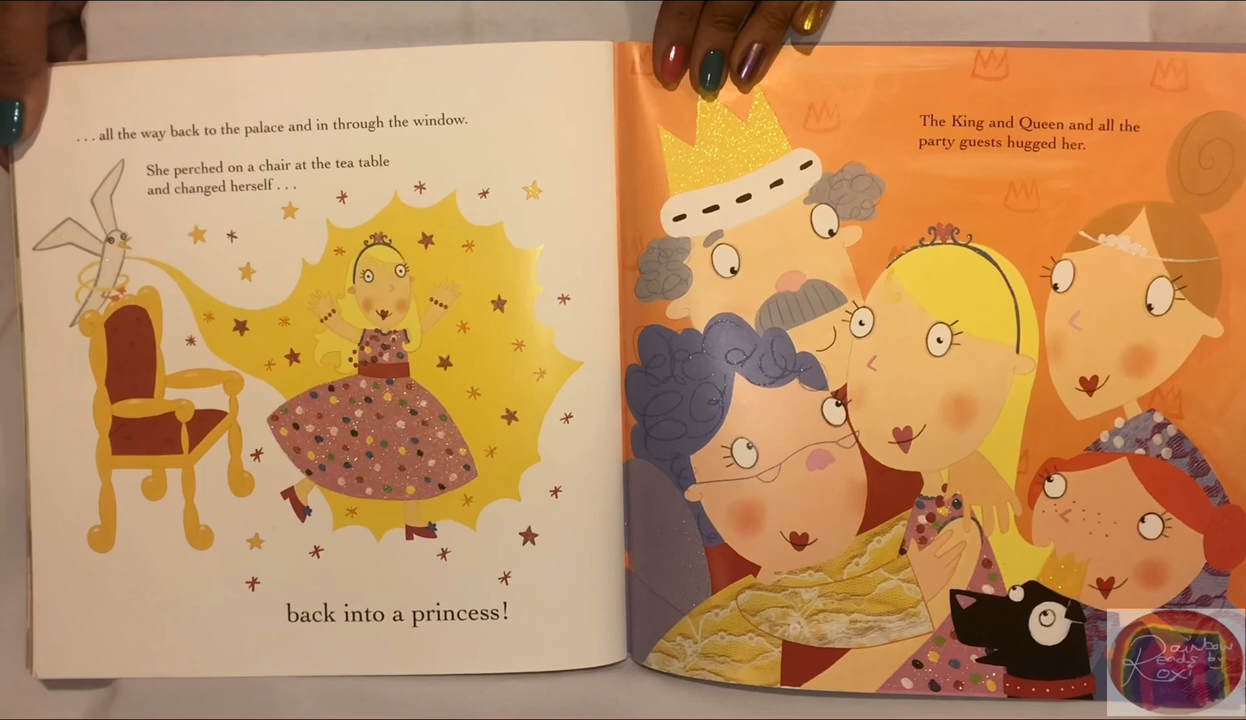 ...all the way back to the palace and in through the window.
She perched on a chair at the tea table
and changed herself...
back into a princess!
The King and Queen and all the
party guests hugged her.
Rainbow
Reads by
Roxi